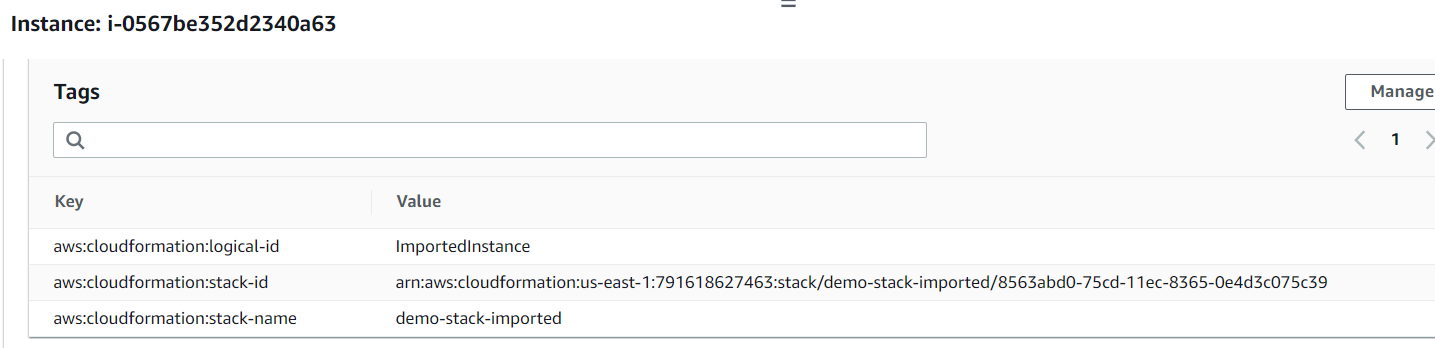 Instance: i-0567be352d2340a63
Tags
Manage
1
Key Value
aws:cloudformation:logical-id ImportedInstance
aws:cloudformation:stack-id arn:aws:cloudformation:us-east-1:791618627463:stack/demo-stack-imported/8563abd0-75cd-11ec-8365-0e4d3c075c39
aws:cloudformation:stack-name demo-stack-imported